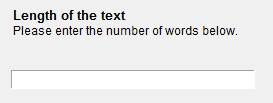 Length of the text
Please enter the number of words below.